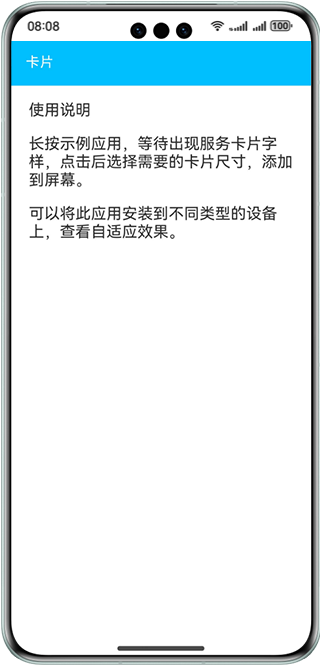 08:08
100
卡片
使用说明
长按示例应用，等待出现服务卡片字
样，点击后选择需要的卡片尺寸，添加
到屏幕。
可以将此应用安装到不同类型的设备
上，查看自适应效果。